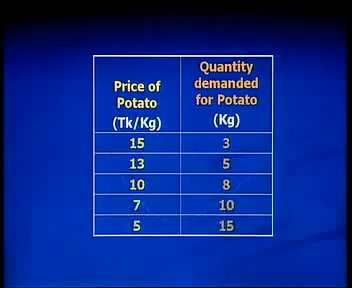 Price of
Potato
(Tk/Kg)
Quantity
demanded
for Potato
(Kg)
15 3
13 5
10 8
7 10
5 15